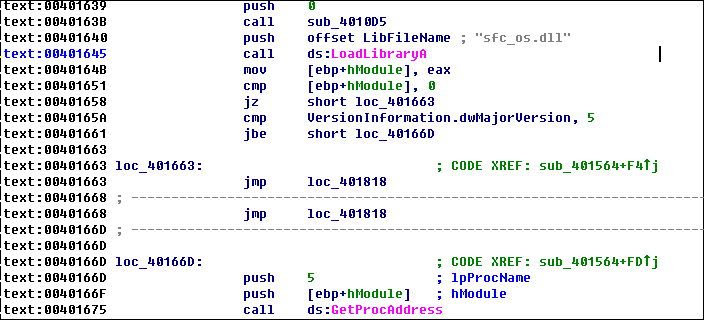 text:00401639 push 0
text:0040163B call sub_4010D5
text:00401640 push offset LibFileName ; "sfc_os.dll"
text:00401645 call ds:LoadLibraryA
text:0040164B mov [ebp+hModule], eax
text:00401651 cmp [ebp+hModule], 0
text:00401658 jz short loc_401663
text:0040165A cmp VersionInformation.dwMajorVersion, 5
text:00401661 jbe short loc_40166D
text:00401663
text:00401663 loc_401663: ; CODE XREF: sub_401564+F4↑j
text:00401663 jmp loc_401818
text:00401668 ; ---------------------------------------------------------------------------
text:00401668 jmp loc_401818
text:0040166D ; ---------------------------------------------------------------------------
text:0040166D
text:0040166D loc_40166D: ; CODE XREF: sub_401564+FD↑j
text:0040166D push 5 ; lpProcName
text:0040166F push [ebp+hModule] ; hModule
text:00401675 call ds:GetProcAddress